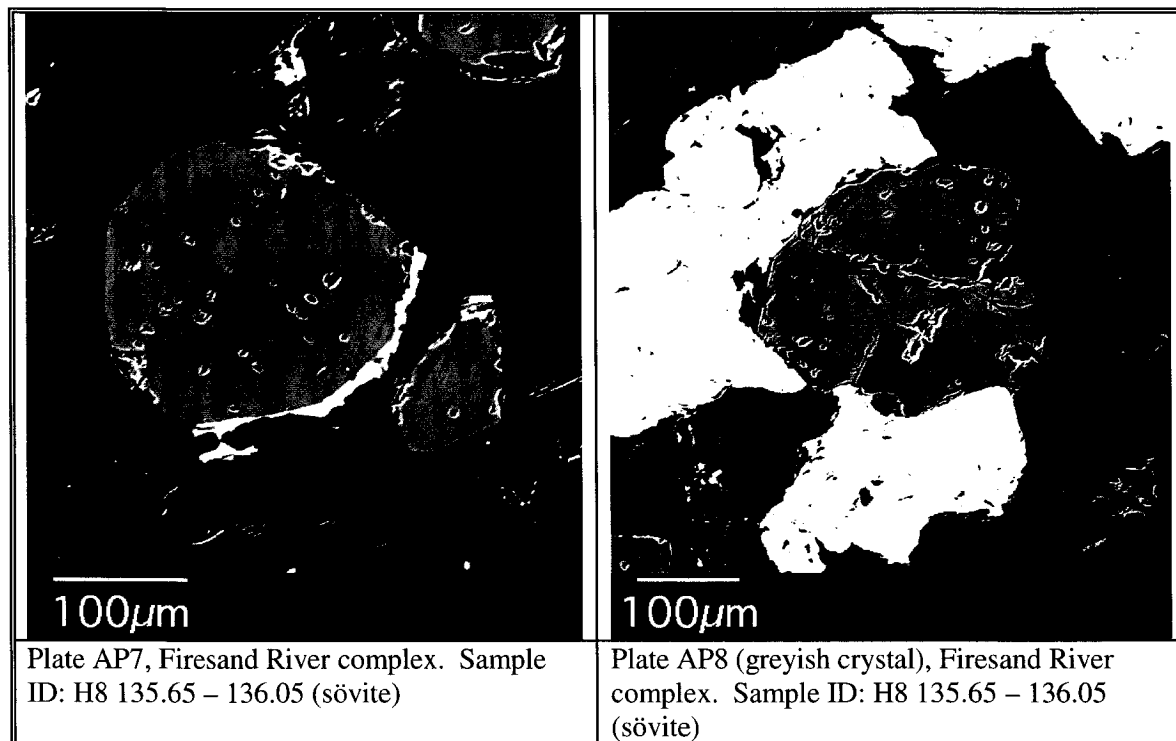 100µm
100µm
Plate AP7, Firesand River complex. Sample
ID: H8 135.65 – 136.05 (sövite)
Plate AP8 (greyish crystal), Firesand River
complex. Sample ID: H8 135.65 – 136.05
(sövite)